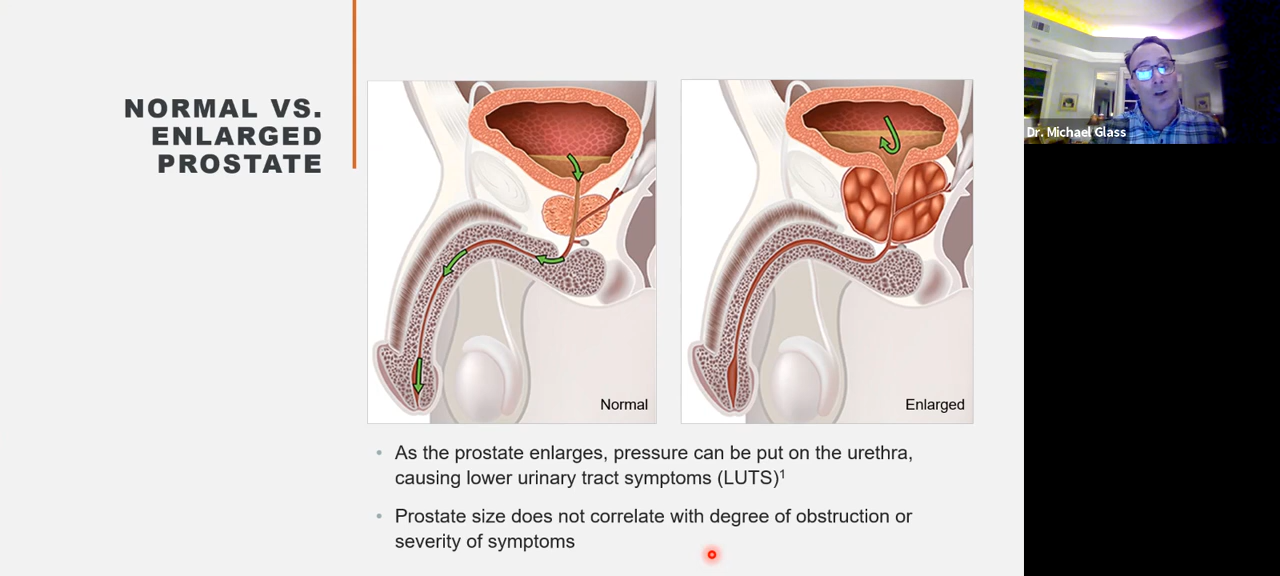 NORMAL VS.
ENLARGED
PROSTATE
Normal
Enlarged
• As the prostate enlarges, pressure can be put on the urethra,
causing lower urinary tract symptoms (LUTS)¹
• Prostate size does not correlate with degree of obstruction or
severity of symptoms
Dr. Michael Glass